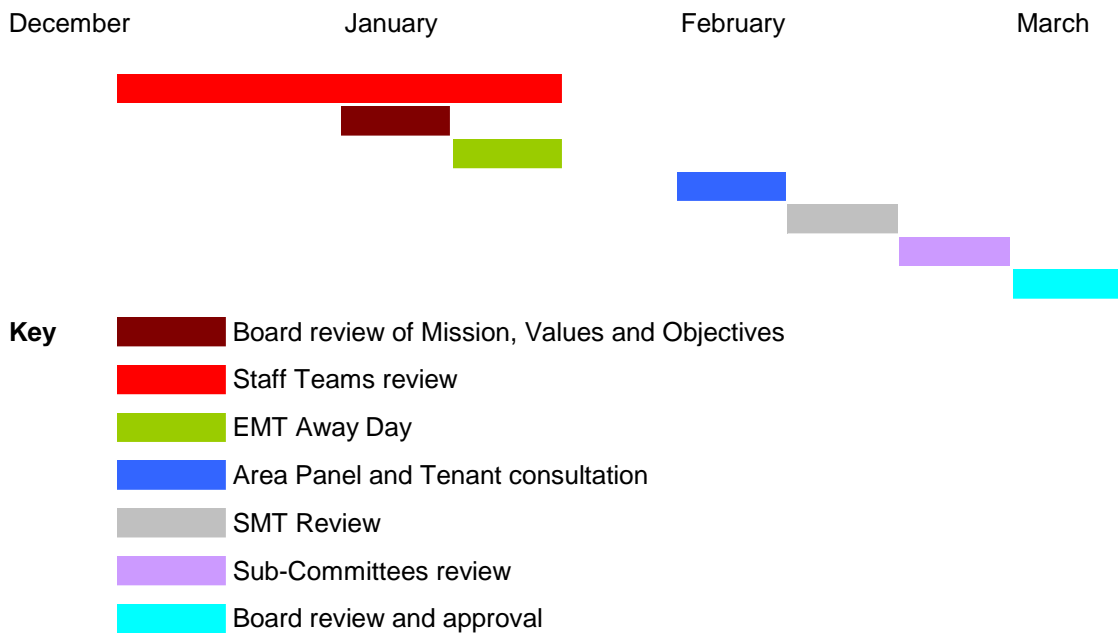 December January February March
Key Board review of Mission, Values and Objectives
Staff Teams review
EMT Away Day
Area Panel and Tenant consultation
SMT Review
Sub-Committees review
Board review and approval